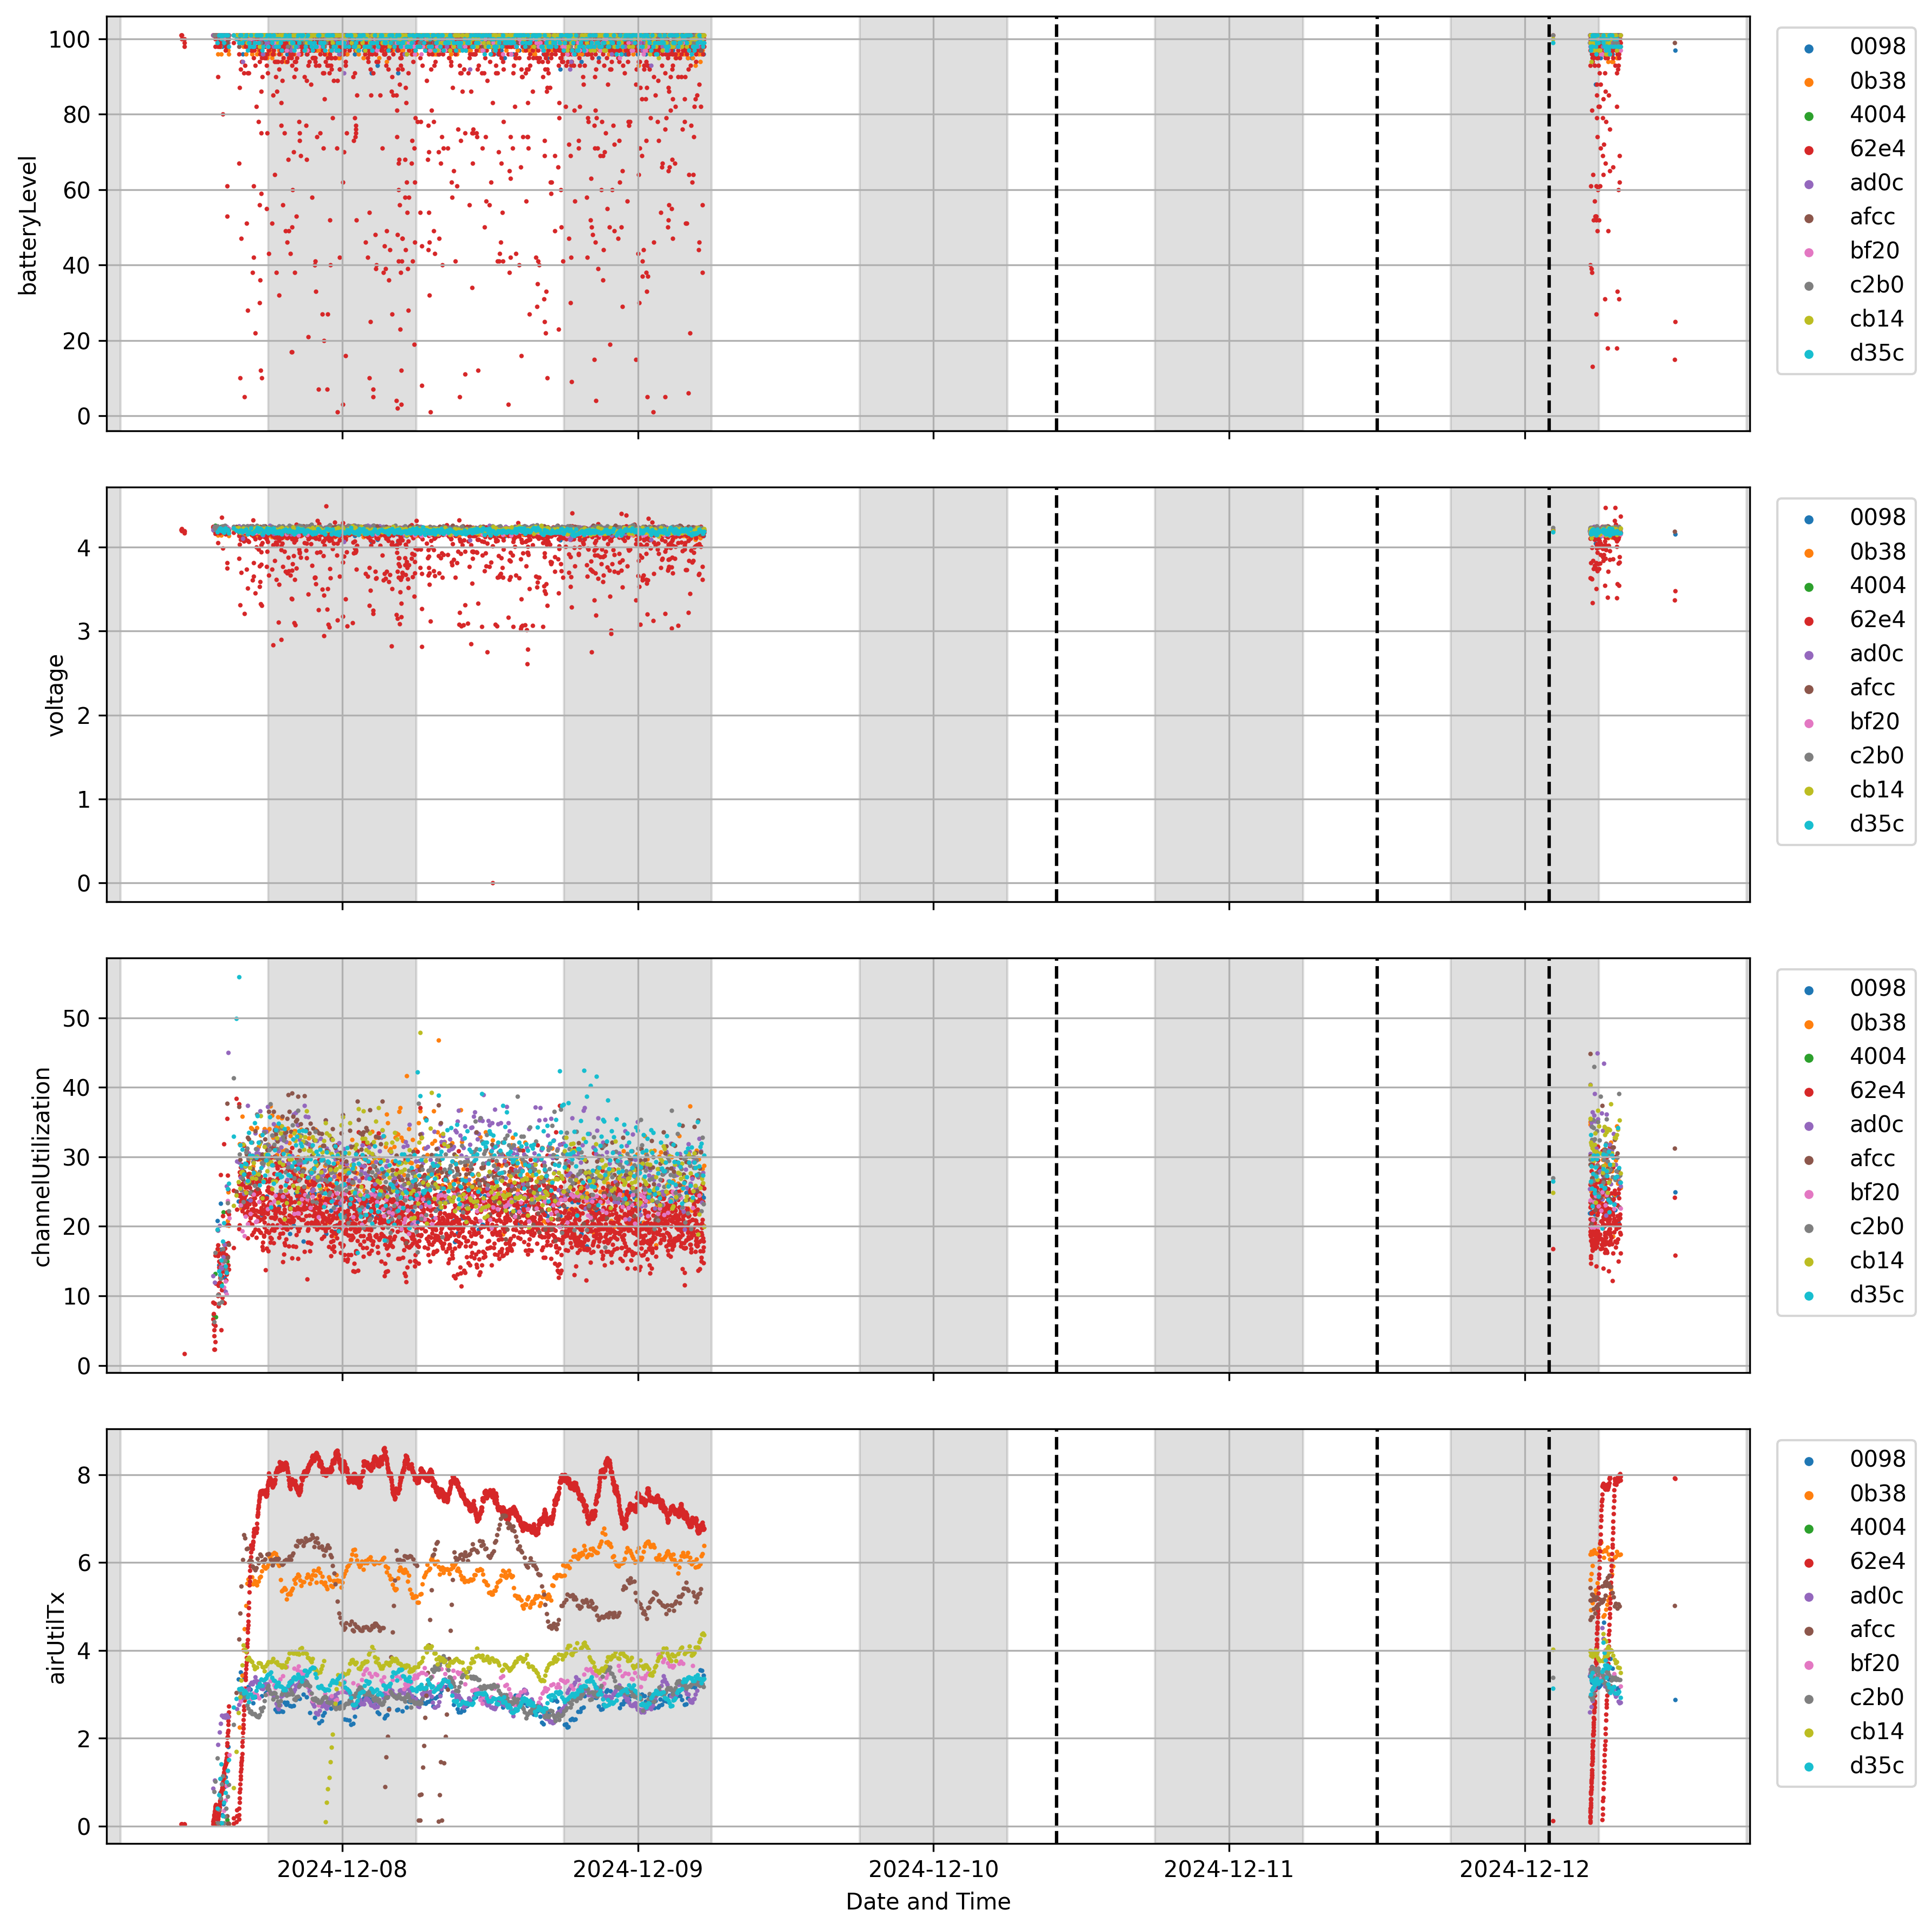 batteryLevel
100
80
60
40
20
0
0098
0b38
4004
62e4
ad0c
afcc
bf20
c2b0
cb14
d35c
voltage
4
3
2
1
0
0098
0b38
4004
62e4
ad0c
afcc
bf20
c2b0
cb14
d35c
channelUtilization
50
40
30
20
10
0
0098
0b38
4004
62e4
ad0c
afcc
bf20
c2b0
cb14
d35c
airUtilTx
8
6
4
2
0
0098
0b38
4004
62e4
ad0c
afcc
bf20
c2b0
cb14
d35c
2024-12-08 2024-12-09 2024-12-10 2024-12-11 2024-12-12
Date and Time